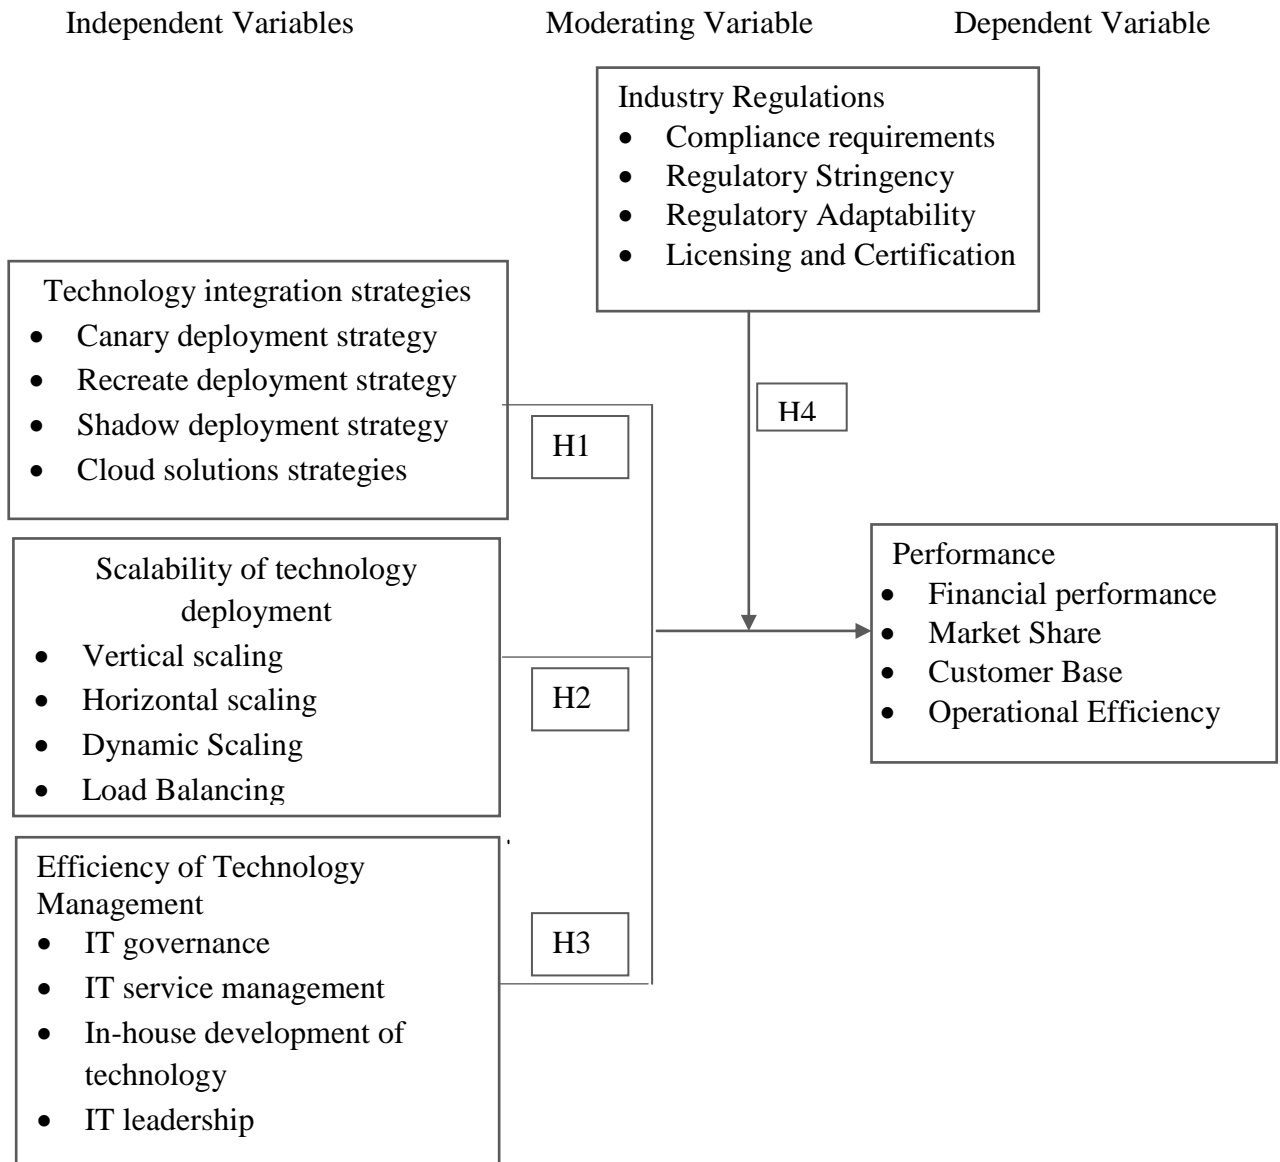 Independent Variables
Moderating Variable
Dependent Variable
Industry Regulations
• Compliance requirements
• Regulatory Stringency
• Regulatory Adaptability
• Licensing and Certification
Technology integration strategies
• Canary deployment strategy
• Recreate deployment strategy
• Shadow deployment strategy
• Cloud solutions strategies
H1
H4
Scalability of technology
deployment
• Vertical scaling
• Horizontal scaling
• Dynamic Scaling
• Load Balancing
H2
Performance
• Financial performance
• Market Share
• Customer Base
• Operational Efficiency
Efficiency of Technology
Management
• IT governance
• IT service management
• In-house development of
technology
• IT leadership
H3